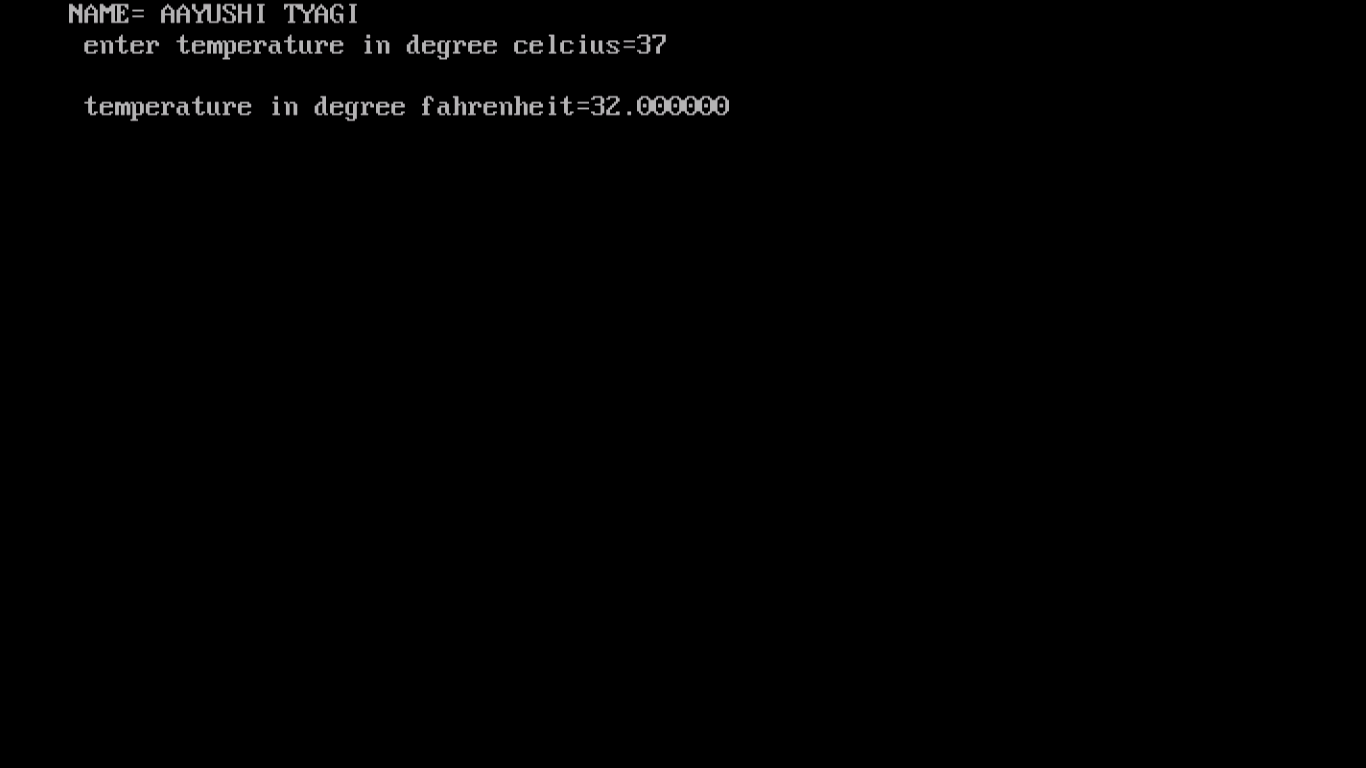 NAME= AAYUSHI TYAGI
enter temperature in degree celcius=37
temperature in degree fahrenheit=32.000000